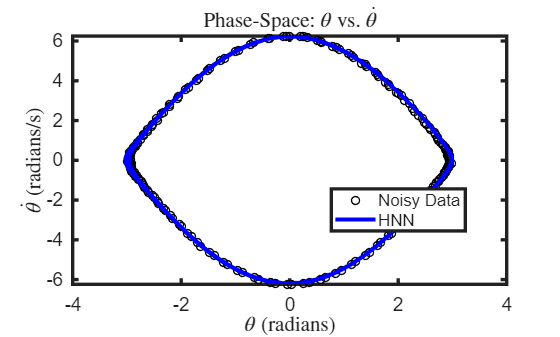 Phase-Space: θ vs. θ̇
6
4
2
0
-2
-4
-6
θ̇ (radians/s)
Noisy Data
HNN
-4 -2 0 2 4
θ (radians)